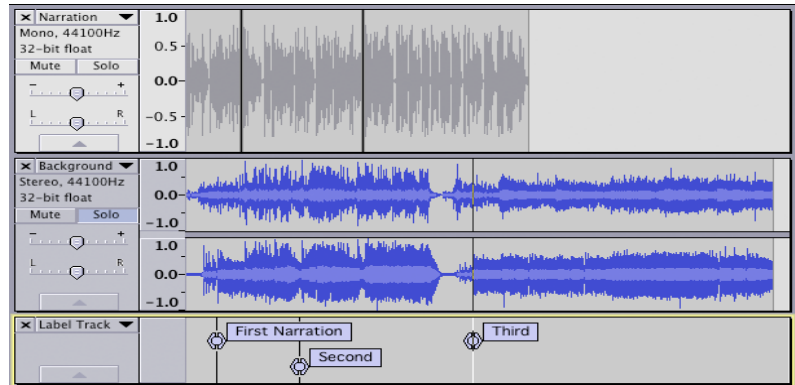 × Narration
Mono, 44100Hz
32-bit float
Mute Solo
- +
L R
1.0
0.5-
0.0-
-0.5-
-1.0
× Background
Stereo, 44100Hz
32-bit float
Mute Solo
- +
L R
1.0
0.0-
-1.0
1.0
0.0-
-1.0
× Label Track
First Narration
Second
Third